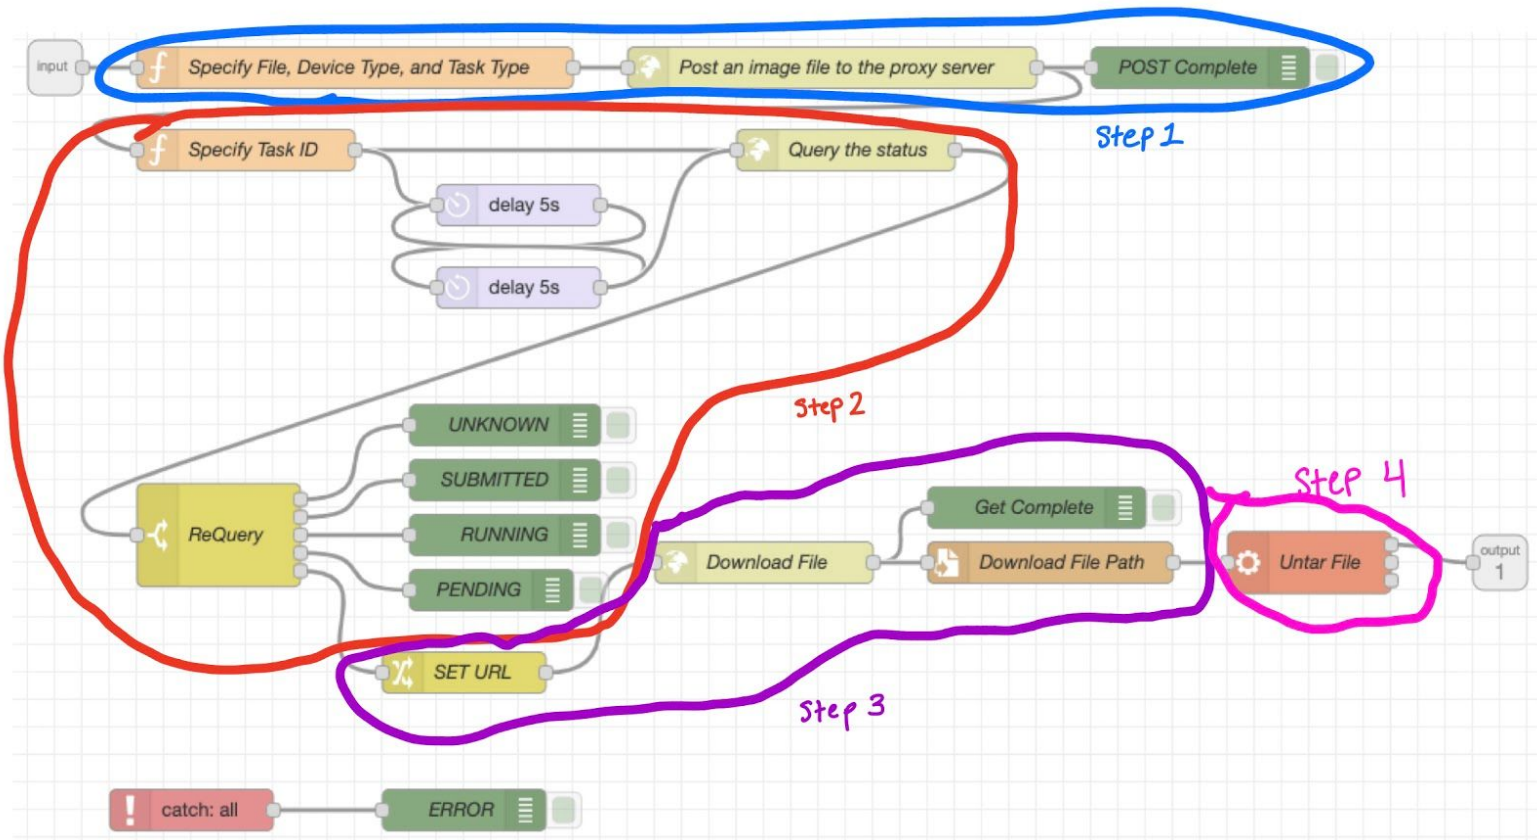 input
Specify File, Device Type, and Task Type
Post an image file to the proxy server
POST Complete
Step 1
Specify Task ID
Query the status
delay 5s
delay 5s
Step 2
UNKNOWN
SUBMITTED
ReQuery
RUNNING
PENDING
SET URL
Step 3
Get Complete
Download File
Download File Path
Step 4
Untar File
output
1
catch: all
ERROR